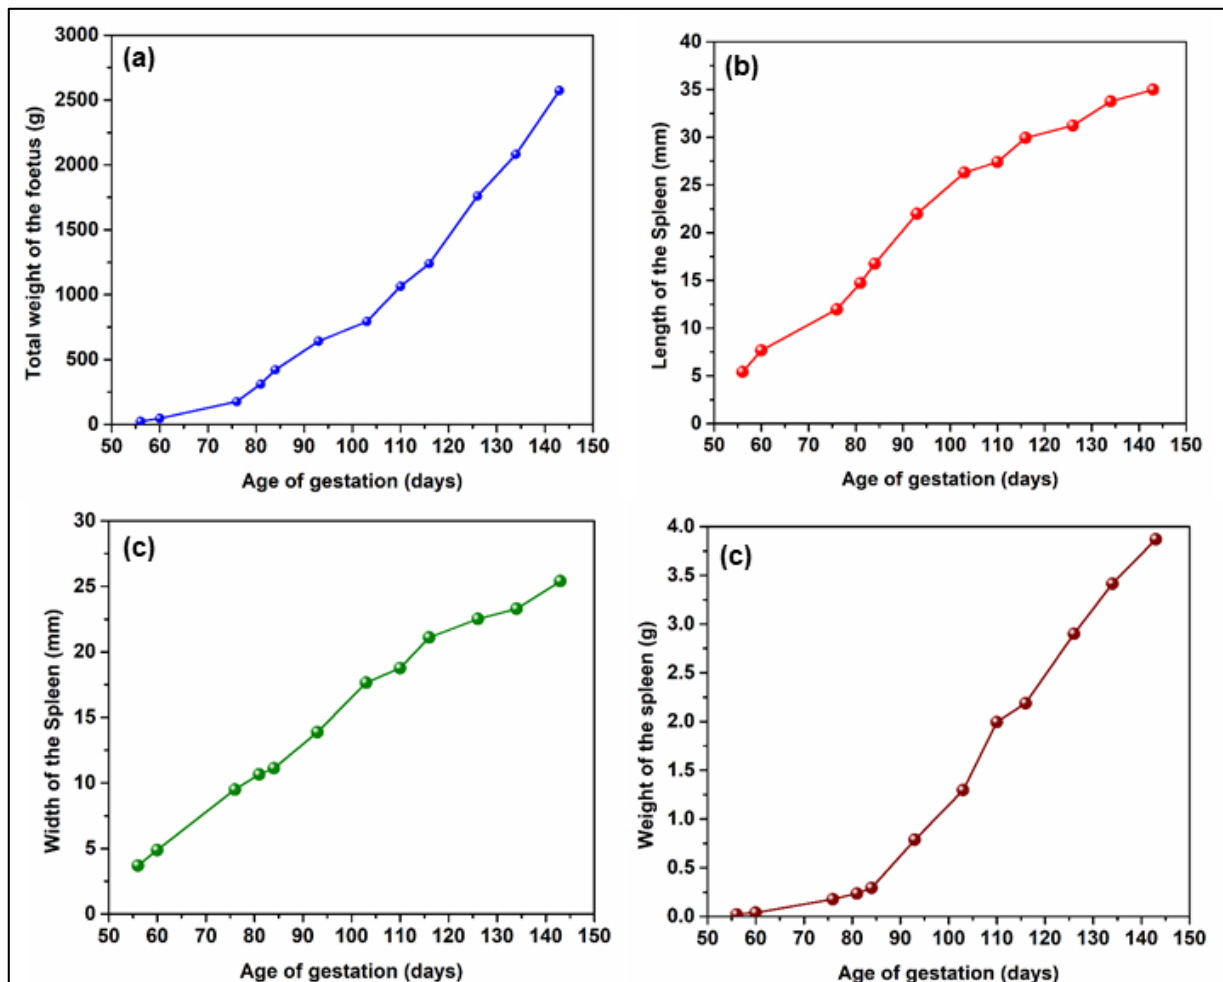 (a)
Total weight of the foetus (g)
3000
2500
2000
1500
1000
500
0
50 60 70 80 90 100 110 120 130 140 150
Age of gestation (days)
(b)
Length of the Spleen (mm)
40
35
30
25
20
15
10
5
0
50 60 70 80 90 100 110 120 130 140 150
Age of gestation (days)
(c)
Width of the Spleen (mm)
30
25
20
15
10
5
0
50 60 70 80 90 100 110 120 130 140 150
Age of gestation (days)
(c)
Weight of the spleen (g)
4.0
3.5
3.0
2.5
2.0
1.5
1.0
0.5
0.0
50 60 70 80 90 100 110 120 130 140 150
Age of gestation (days)